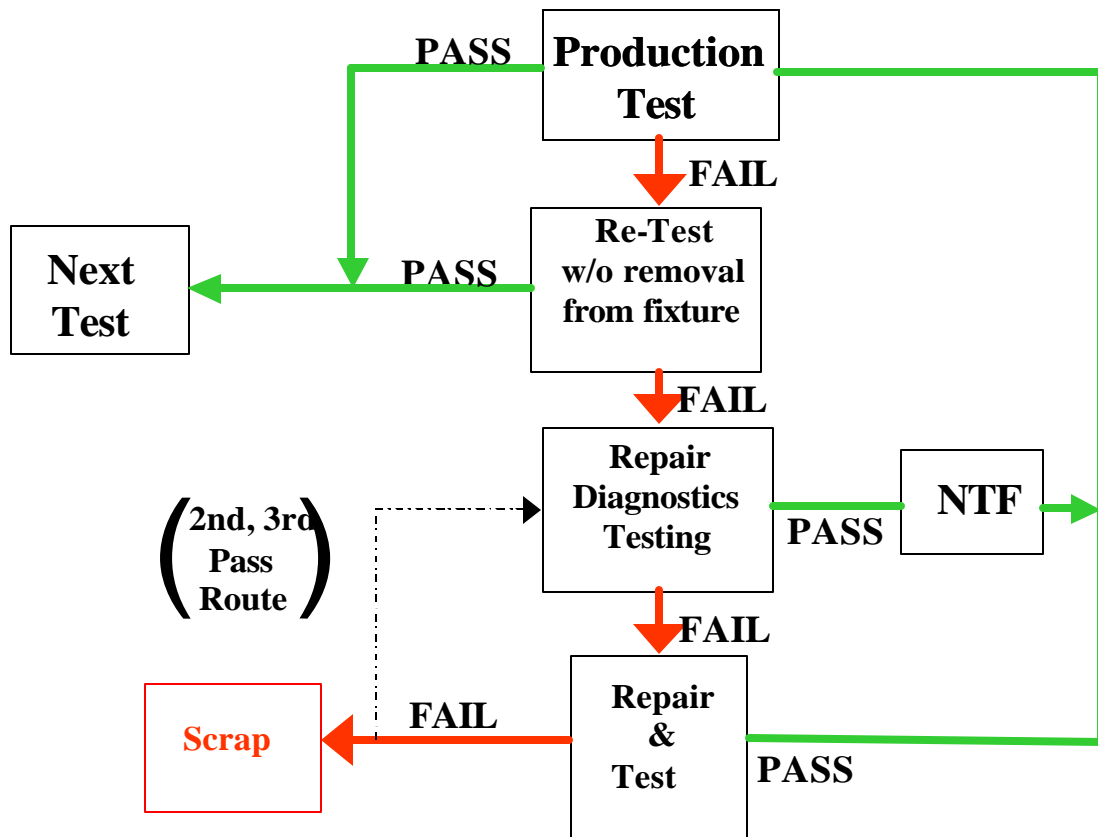 PASS
Production
Test
FAIL
Re-Test
w/o removal
from fixture
PASS
Next
Test
FAIL
Repair
Diagnostics
Testing
PASS
NTF
(2nd, 3rd
Pass
Route)
FAIL
Repair
&
Test
FAIL
Scrap
PASS